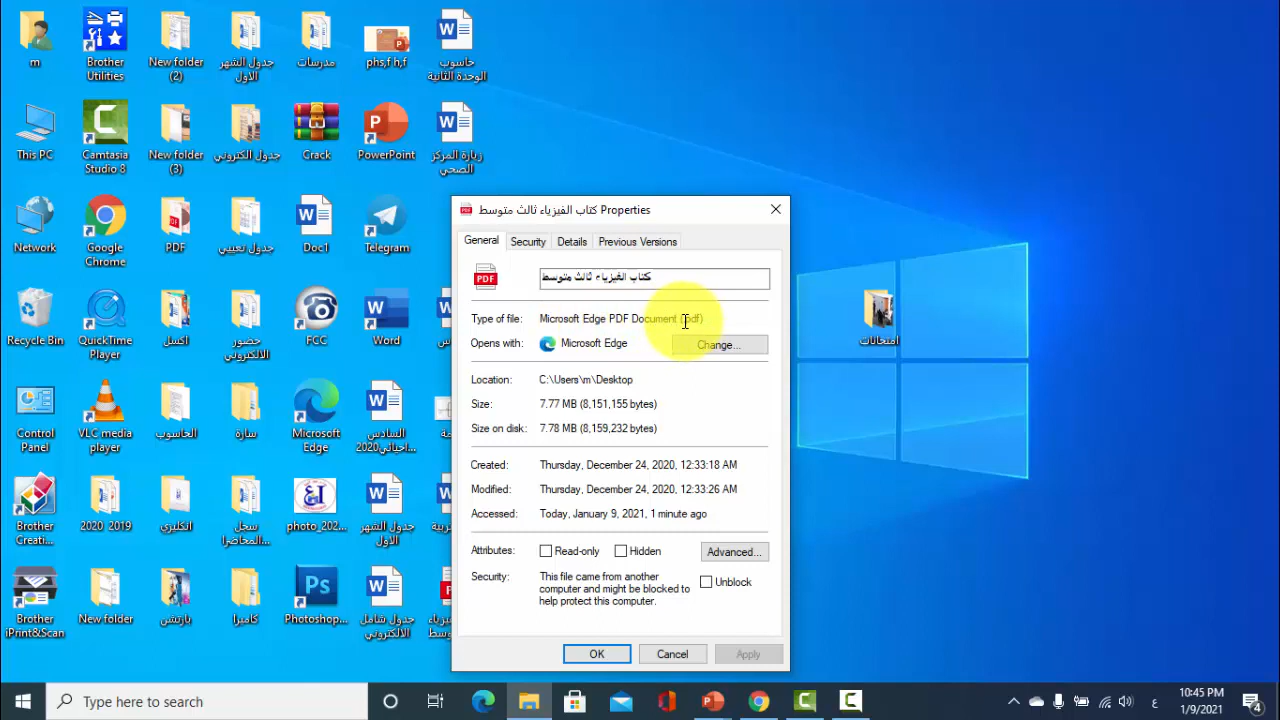 m
Brother
Utilities
New folder
(2)
جدول الشهر
الاول
مدرسات
phs,f h,f
حاسوب
الوحدة الثانية
This PC
Camtasia
Studio 8
New folder
(3)
جدول الكتروني
Crack
PowerPoint
زيارة المركز
الصحي
Network
Google
Chrome
PDF
جدول تعييني
Doc1
Telegram
Recycle Bin
QuickTime
Player
اكسل
حضور
الالكتروني
FCC
Word
Control
Panel
VLC media
player
الحاسوب
سارة
Microsoft
Edge
السادس
احيائي2020...
Brother
Creati...
2020_2019
انكليزي
سجل
المحاضرا...
photo_202...
جدول الشهر
الاول
Brother
iPrint&Scan
New folder
بارتشن
كاميرا
Photoshop...
جدول شامل
الالكتروني
امتحانات
كتاب الفيزياء ثالث متوسط Properties
General
Security
Details
Previous Versions
PDF
كتاب الفيزياء ثالث متوسط
Type of file: Microsoft Edge PDF Document (.pdf)
Opens with: Microsoft Edge
Change...
Location: C:\Users\m\Desktop
Size: 7.77 MB (8,151,155 bytes)
Size on disk: 7.78 MB (8,159,232 bytes)
Created: Thursday, December 24, 2020, 12:33:18 AM
Modified: Thursday, December 24, 2020, 12:33:26 AM
Accessed: Today, January 9, 2021, 1 minute ago
Attributes: Read-only Hidden Advanced...
Security: This file came from another
computer and might be blocked to
help protect this computer.
Unblock
OK Cancel Apply
Type here to search
ع
10:45 PM
1/9/2021
4